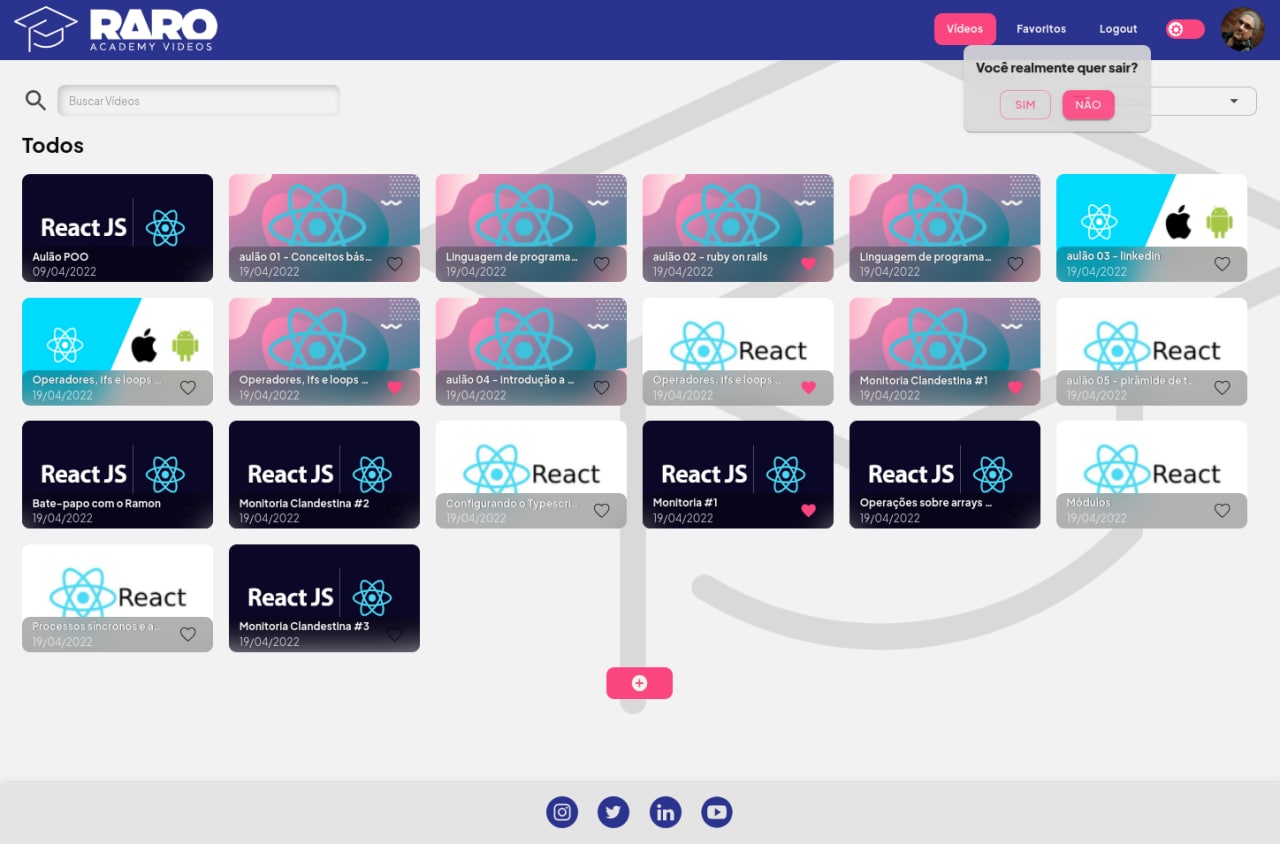 RARO
ACADEMY VIDEOS
Vídeos
Favoritos
Logout
Você realmente quer sair?
SIM
NÃO
Buscar Vídeos
Todos
React JS
Aulão POO
09/04/2022
aulão 01 - Conceitos bás...
19/04/2022
Linguagem de programa...
19/04/2022
aulão 02 - ruby on rails
19/04/2022
Linguagem de programa...
19/04/2022
aulão 03 - linkedin
19/04/2022
Operadores, Ifs e loops ...
19/04/2022
Operadores, Ifs e loops ...
19/04/2022
aulão 04 - Introdução a ...
19/04/2022
React
Operadores, Ifs e loops ...
19/04/2022
Monitoria Clandestina #1
19/04/2022
React
aulão 05 - pirâmide de t...
19/04/2022
React JS
Bate-papo com o Ramon
19/04/2022
React JS
Monitoria Clandestina #2
19/04/2022
React
Configurando o Typescri...
19/04/2022
React JS
Monitoria #1
19/04/2022
React JS
Operações sobre arrays ...
19/04/2022
React
Módulos
19/04/2022
React
Processos síncronos e a...
19/04/2022
React JS
Monitoria Clandestina #3
19/04/2022